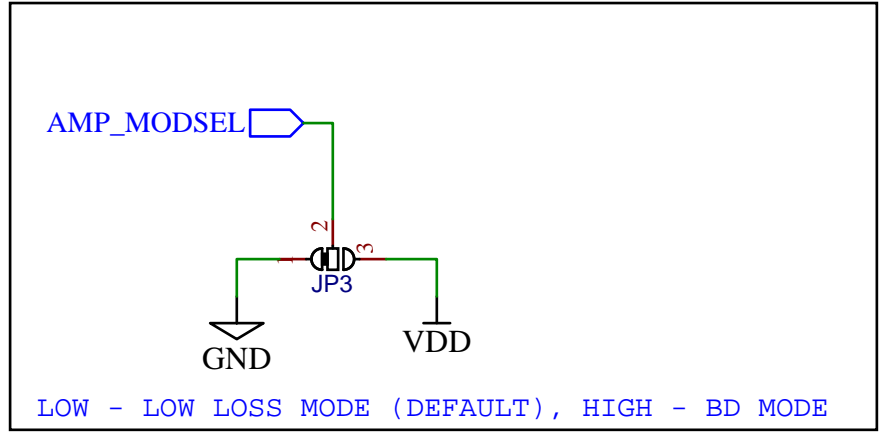 AMP_MODSEL
2
1
3
JP3
GND
VDD
LOW - LOW LOSS MODE (DEFAULT), HIGH - BD MODE